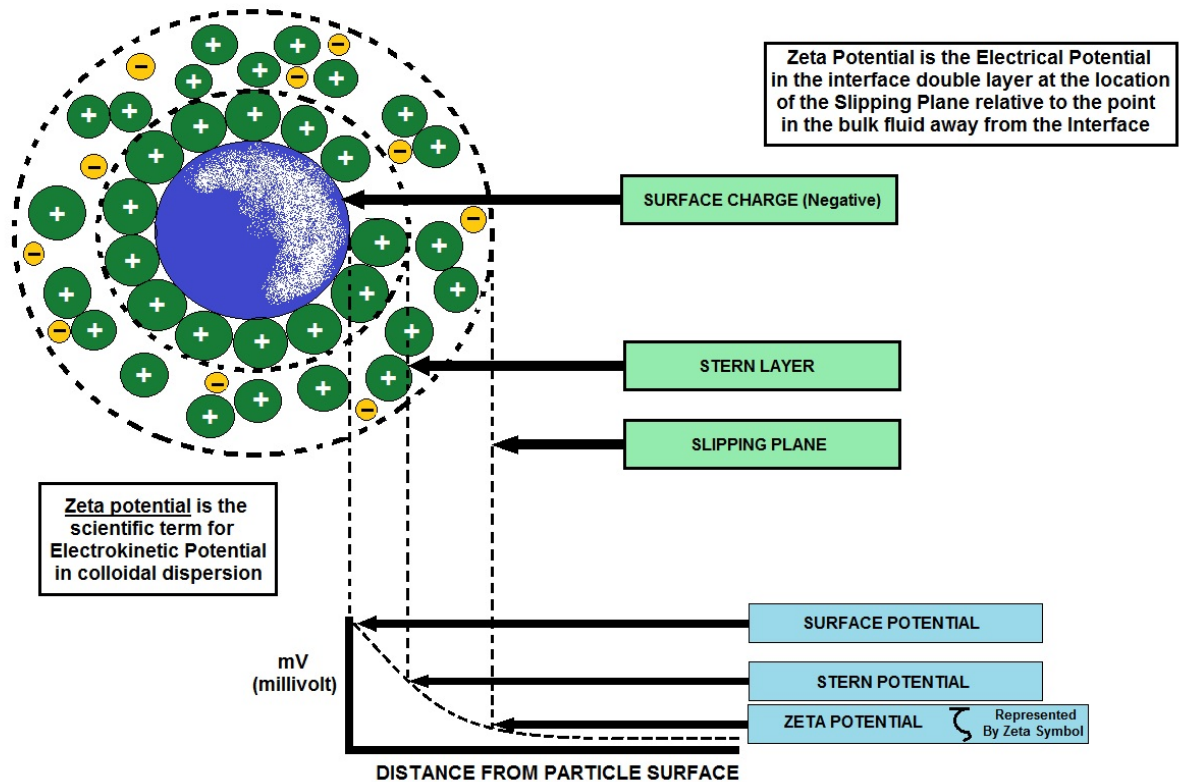 Zeta Potential is the Electrical Potential
in the interface double layer at the location
of the Slipping Plane relative to the point
in the bulk fluid away from the Interface
SURFACE CHARGE (Negative)
STERN LAYER
SLIPPING PLANE
Zeta potential is the
scientific term for
Electrokinetic Potential
in colloidal dispersion
SURFACE POTENTIAL
mV
(millivolt)
STERN POTENTIAL
ZETA POTENTIAL ζ Represented
By Zeta Symbol
DISTANCE FROM PARTICLE SURFACE